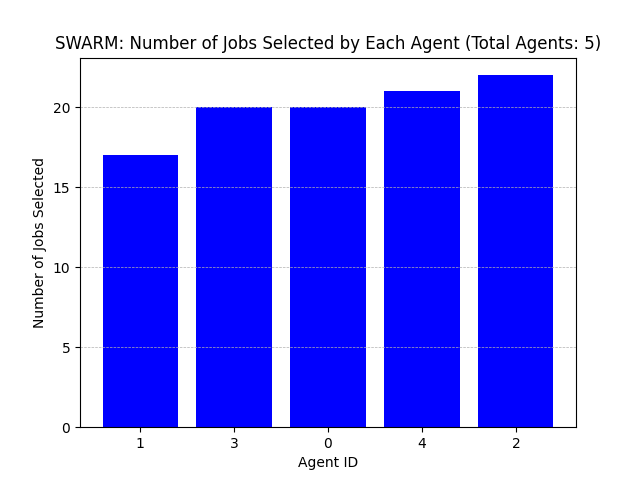 SWARM: Number of Jobs Selected by Each Agent (Total Agents: 5)
Number of Jobs Selected
20
15
10
5
0
1 3 0 4 2
Agent ID